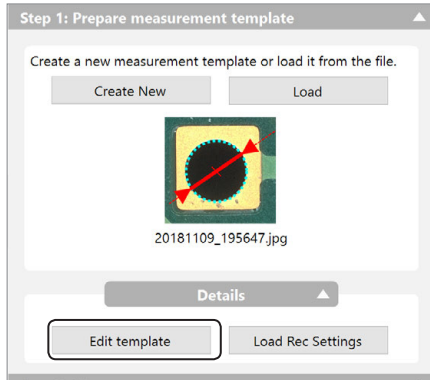 Step 1: Prepare measurement template
Create a new measurement template or load it from the file.
Create New
Load
20181109_195647.jpg
Details
Edit template
Load Rec Settings